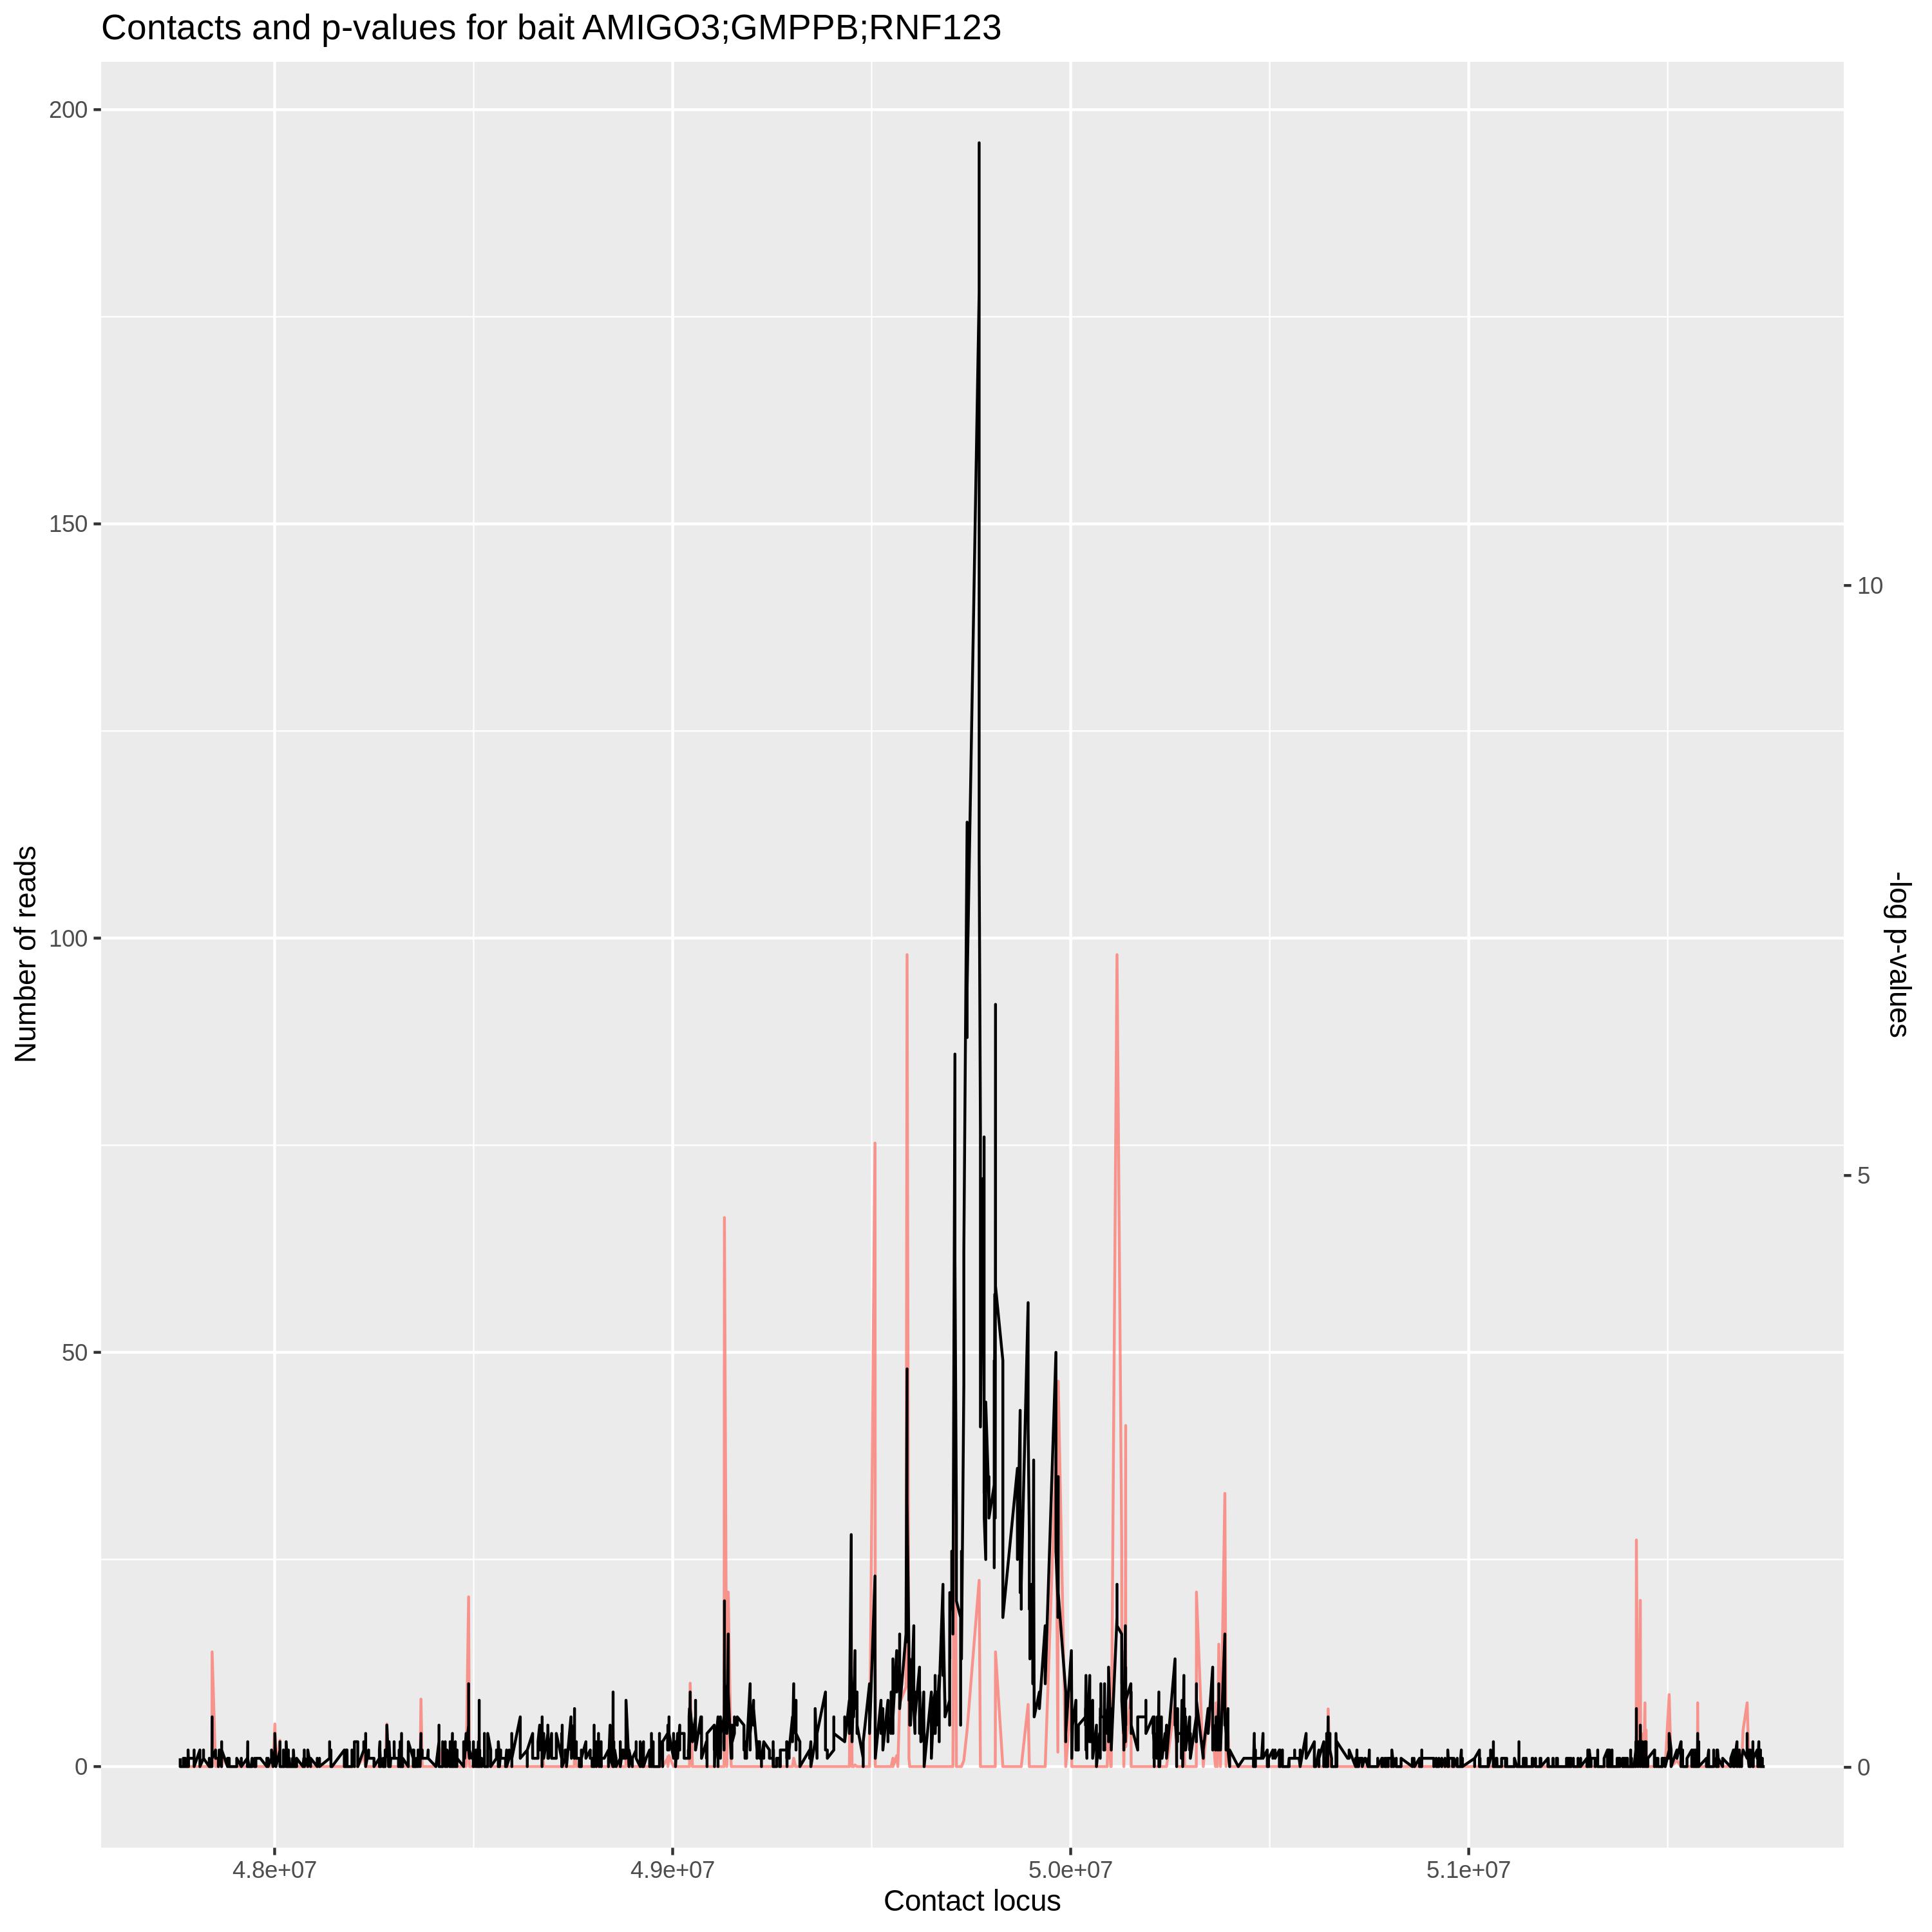 Contacts and p-values for bait AMIGO3;GMPPB;RNF123
200
150
100
50
0
Number of reads
10
5
0
-log p-values
4.8e+07
4.9e+07
5.0e+07
5.1e+07
Contact locus